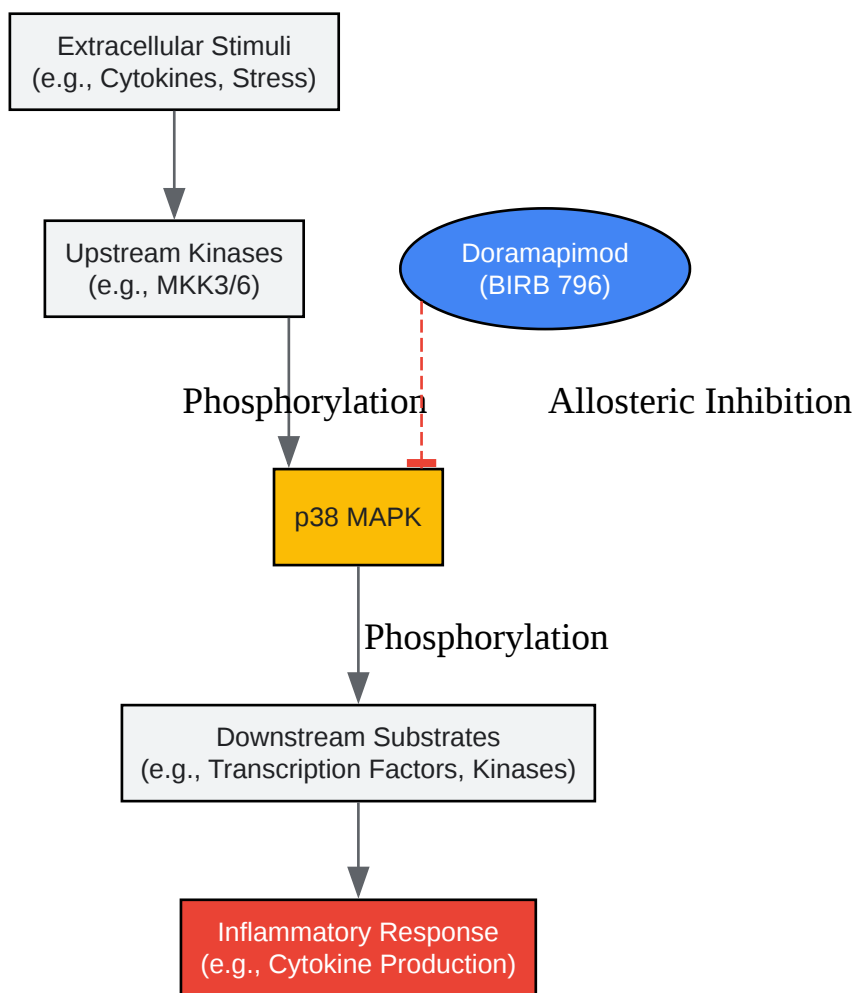 Extracellular Stimuli
(e.g., Cytokines, Stress)
Upstream Kinases
(e.g., MKK3/6)
Doramapimod
(BIRB 796)
Phosphorylation
Allosteric Inhibition
p38 MAPK
Phosphorylation
Downstream Substrates
(e.g., Transcription Factors, Kinases)
Inflammatory Response
(e.g., Cytokine Production)